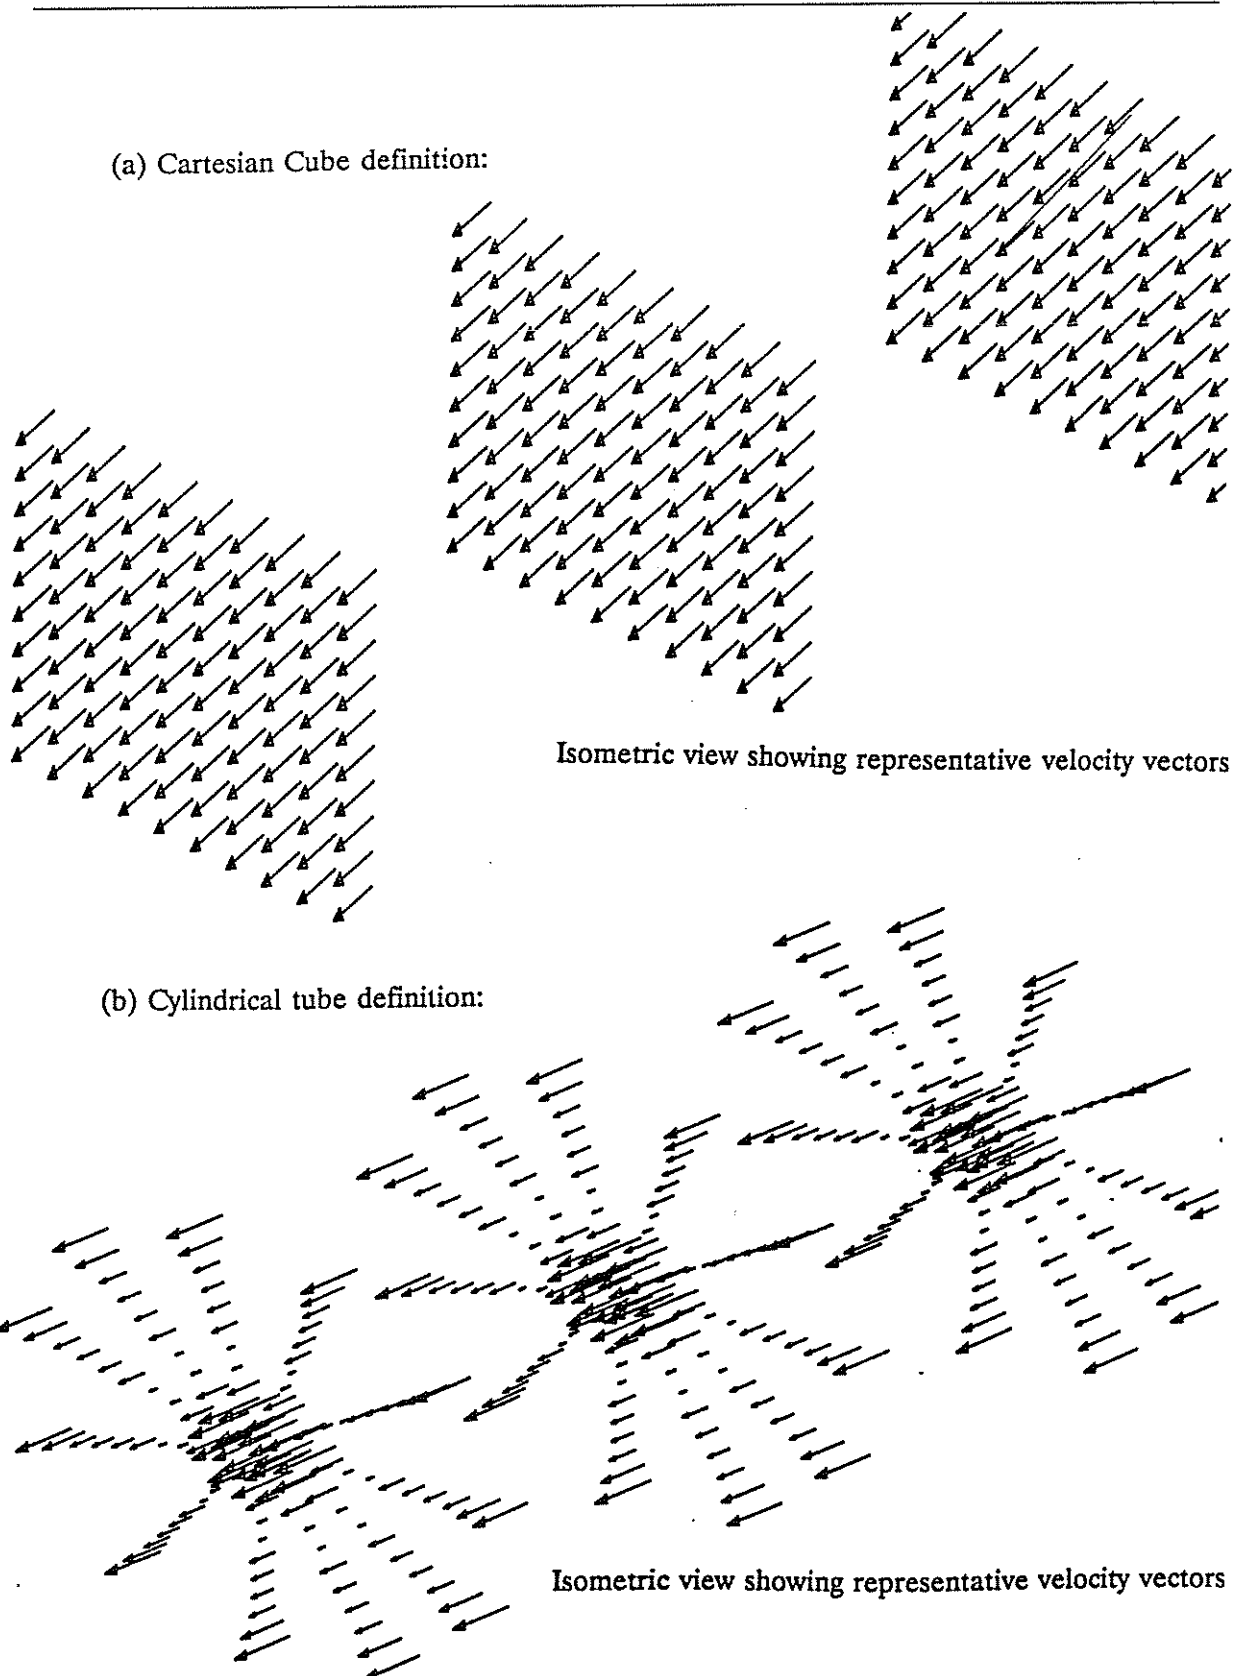 (a) Cartesian Cube definition:
Isometric view showing representative velocity vectors
(b) Cylindrical tube definition:
Isometric view showing representative velocity vectors